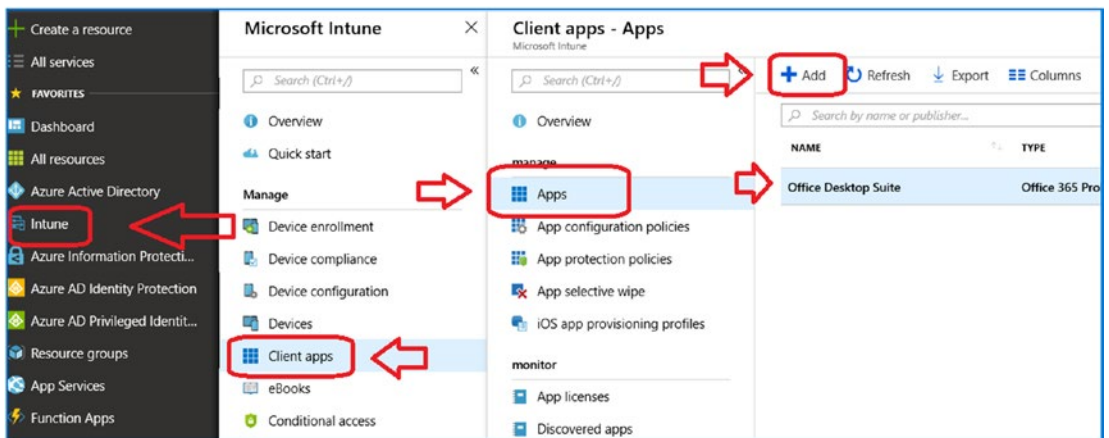 Create a resource
All services
FAVORITES
Dashboard
All resources
Azure Active Directory
Intune
Azure Information Protecti...
Azure AD Identity Protection
Azure AD Privileged Identit...
Resource groups
App Services
Function Apps
Microsoft Intune
Search (Ctrl+/)
Overview
Quick start
Manage
Device enrollment
Device compliance
Device configuration
Devices
Client apps
eBooks
Conditional access
Client apps - Apps
Microsoft Intune
Search (Ctrl+/)
Overview
manage
Apps
App configuration policies
App protection policies
App selective wipe
iOS app provisioning profiles
monitor
App licenses
Discovered apps
Add Refresh Export Columns
Search by name or publisher...
NAME TYPE
Office Desktop Suite Office 365 Pro